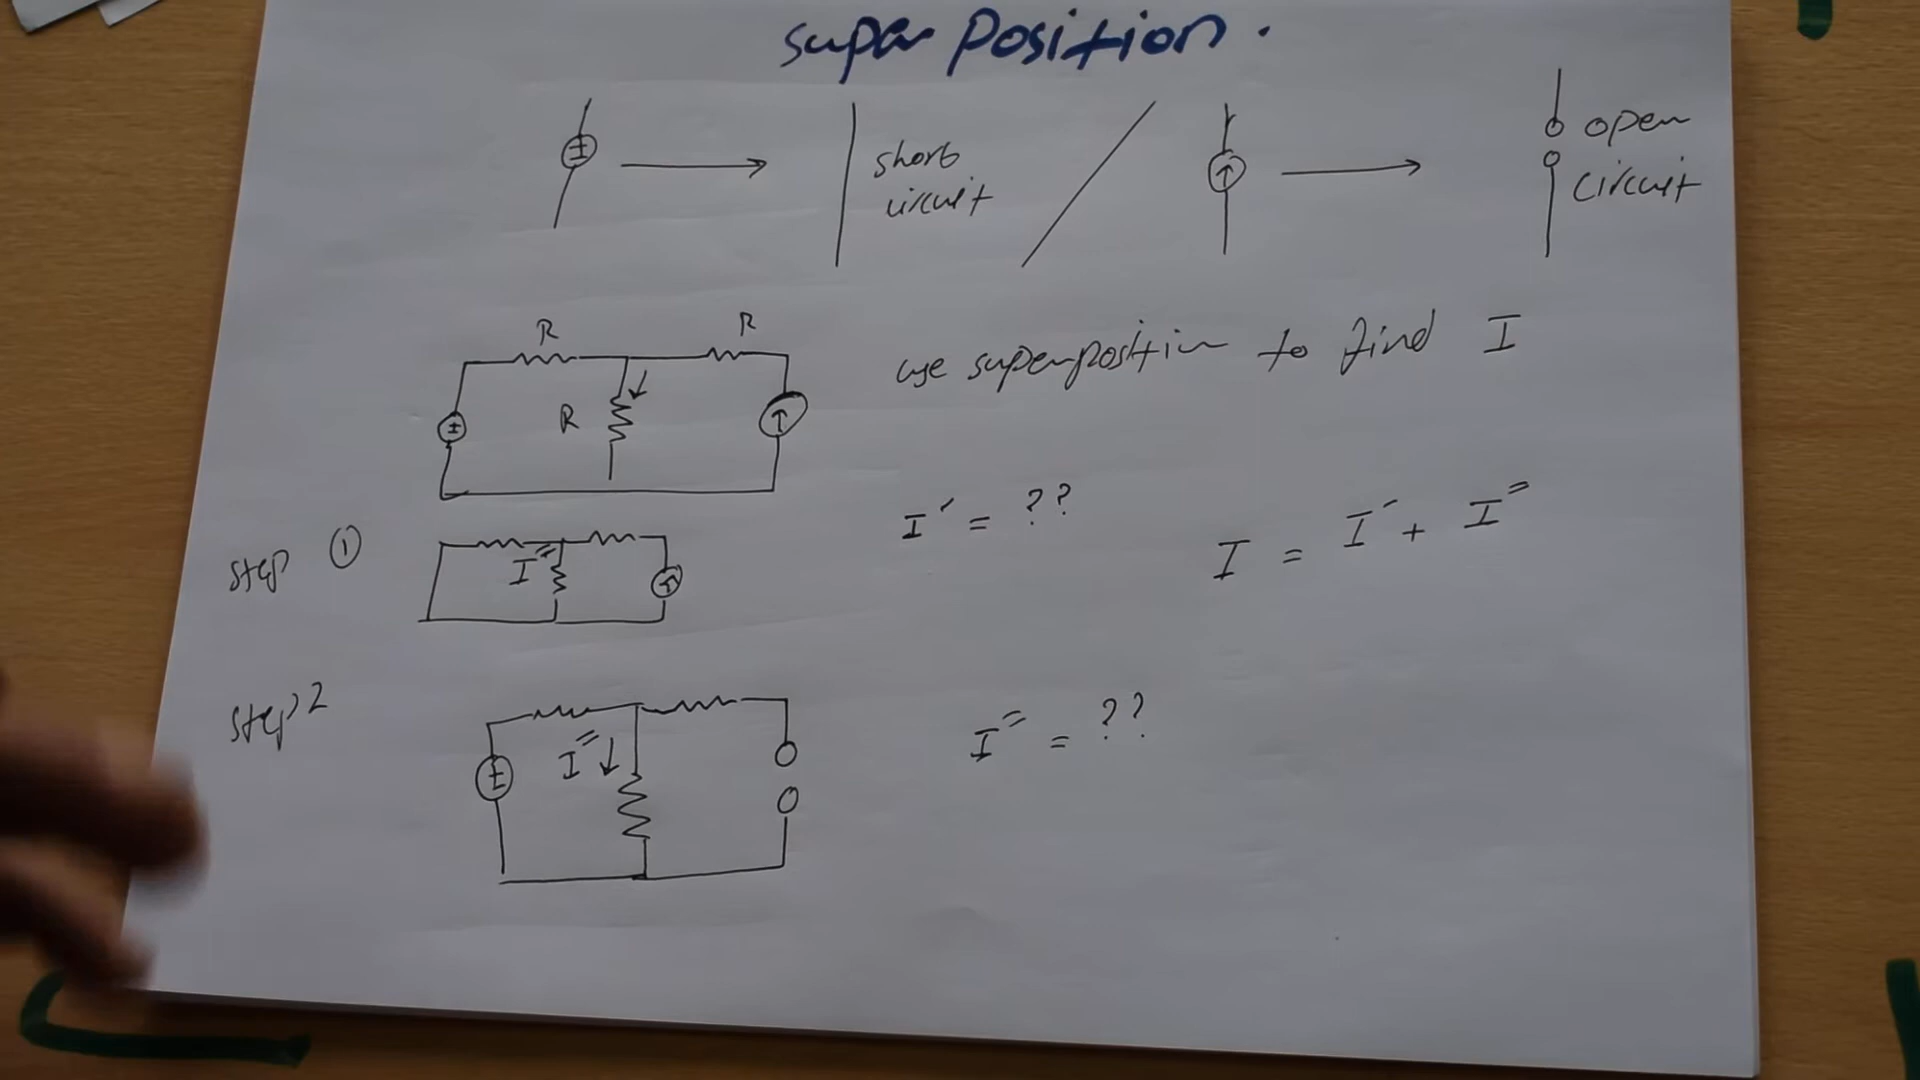 super position.
short
circuit
open
circuit
R R
use superposition to find I
R
I' = ??
I = I' + I"
step ①
I"
step 2
I"
I" = ??